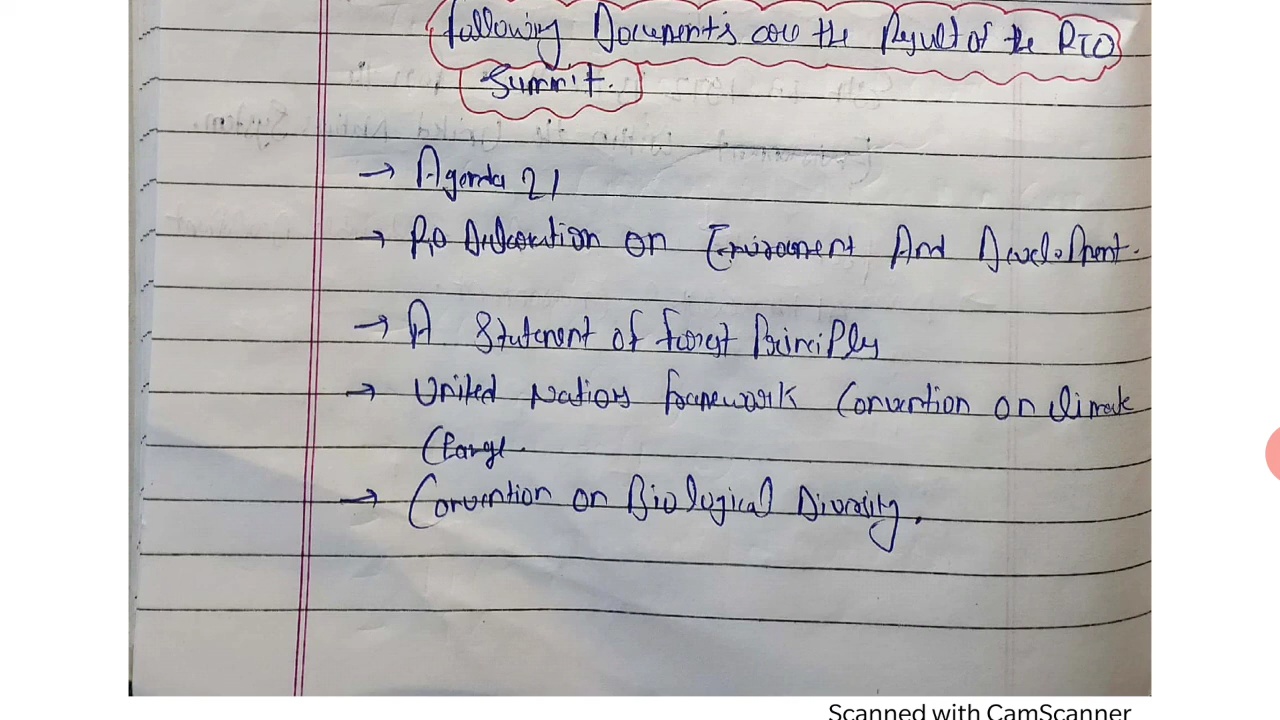 Following Documents are the Result of the RIO
Summit.
→ Agenda 21
→ Rio Declaration on Enviroment And Development.
→ A Statement of Forest Principles
→ United Nations Framework Convention on Climate
Change.
→ Convention on Biological Diversity.
Scanned with CamScanner